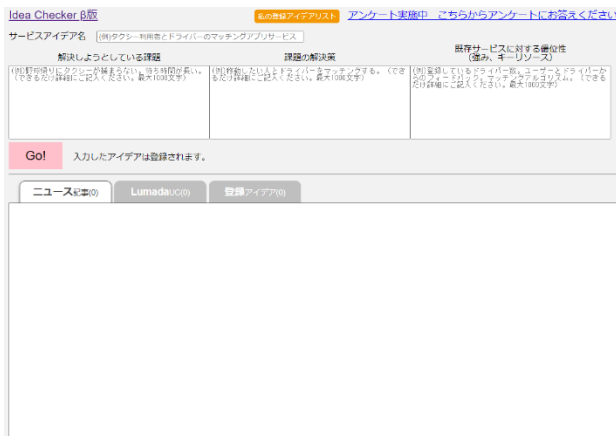 Idea Checker β版
私の登録アイデアリスト
アンケート実施中 こちらからアンケートにお答えください
サービスアイデア名
(例)タクシー利用者とドライバーのマッチングアプリサービス
解決しようとしている課題
課題の解決策
既存サービスに対する優位性
(強み、キーリソース)
(例)野球帰りにタクシーが捕まらない。待ち時間が長い。
(できるだけ詳細にご記入ください。最大1000文字)
(例)移動したい人とドライバーをマッチングする。(でき
るだけ詳細にご記入ください。最大1000文字)
(例)登録しているドライバー数。ユーザーとドライバーか
らのフィードバック。マッチングアルゴリズム。(できる
だけ詳細にご記入ください。最大1000文字)
Go!
入力したアイデアは登録されます。
ニュース記事(0)
LumadaUC(0)
登録アイデア(0)